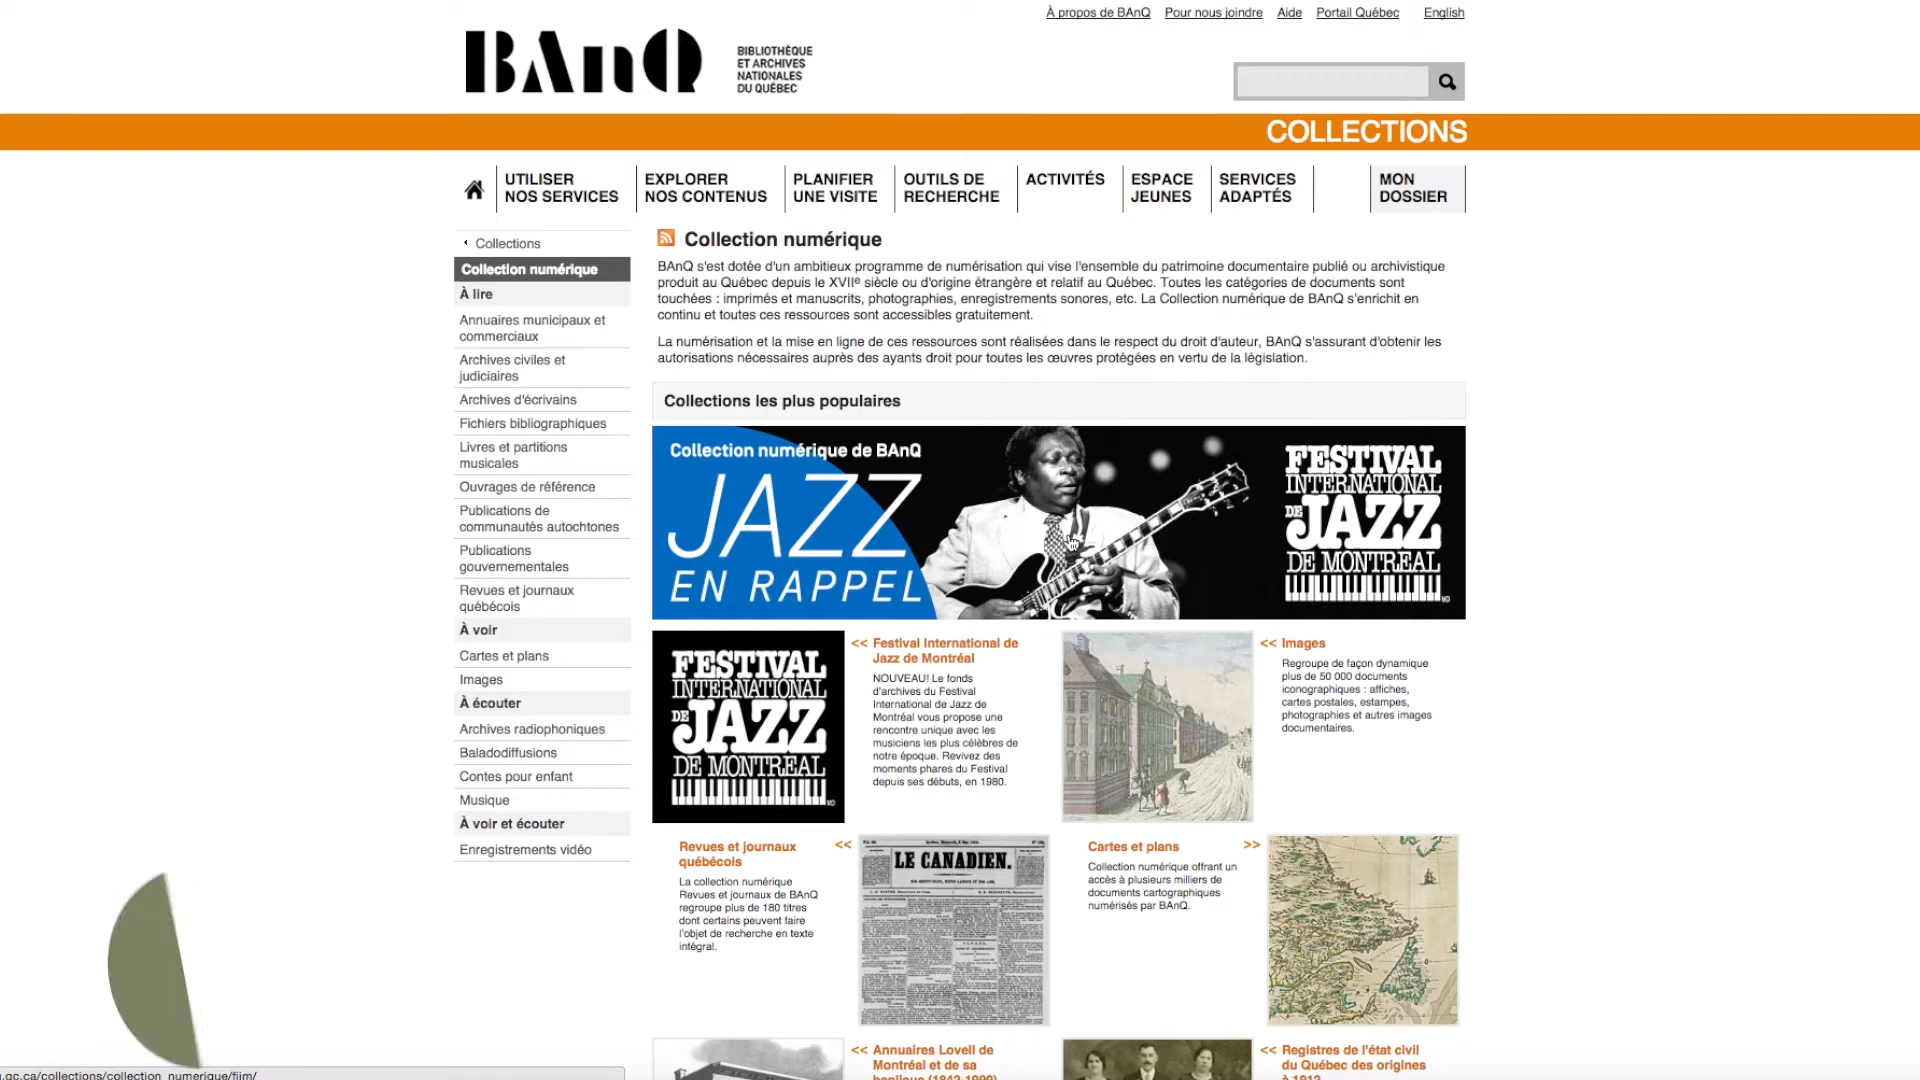 À propos de BAnQ Pour nous joindre Aide Portail Québec English
BAnQ
BIBLIOTHÈQUE
ET ARCHIVES
NATIONALES
DU QUÉBEC
COLLECTIONS
UTILISER
NOS SERVICES
EXPLORER
NOS CONTENUS
PLANIFIER
UNE VISITE
OUTILS DE
RECHERCHE
ACTIVITÉS
ESPACE
JEUNES
SERVICES
ADAPTÉS
MON
DOSSIER
Collections
Collection numérique
À lire
Annuaires municipaux et
commerciaux
Archives civiles et
judiciaires
Archives d'écrivains
Fichiers bibliographiques
Livres et partitions
musicales
Ouvrages de référence
Publications de
communautés autochtones
Publications
gouvernementales
Revues et journaux
québécois
À voir
Cartes et plans
Images
À écouter
Archives radiophoniques
Baladodiffusions
Contes pour enfant
Musique
À voir et écouter
Enregistrements vidéo
Collection numérique
BAnQ s'est dotée d'un ambitieux programme de numérisation qui vise l'ensemble du patrimoine documentaire publié ou archivistique
produit au Québec depuis le XVIIe siècle ou d'origine étrangère et relatif au Québec. Toutes les catégories de documents sont
touchées : imprimés et manuscrits, photographies, enregistrements sonores, etc. La Collection numérique de BAnQ s'enrichit en
continu et toutes ces ressources sont accessibles gratuitement.
La numérisation et la mise en ligne de ces ressources sont réalisées dans le respect du droit d'auteur, BAnQ s'assurant d'obtenir les
autorisations nécessaires auprès des ayants droit pour toutes les œuvres protégées en vertu de la législation.
Collections les plus populaires
Collection numérique de BAnQ
JAZZ
EN RAPPEL
FESTIVAL
INTERNATIONAL
DE JAZZ
DE MONTRÉAL
MD
FESTIVAL
INTERNATIONAL
DE JAZZ
DE MONTRÉAL
MD
<< Festival International de
Jazz de Montréal
NOUVEAU! Le fonds
d'archives du Festival
International de Jazz de
Montréal vous propose une
rencontre unique avec les
musiciens les plus célèbres de
notre époque. Revivez des
moments phares du Festival
depuis ses débuts, en 1980.
<< Images
Regroupe de façon dynamique
plus de 50 000 documents
iconographiques : affiches,
cartes postales, estampes,
photographies et autres images
documentaires.
Revues et journaux <<
québécois
La collection numérique
Revues et journaux de BAnQ
regroupe plus de 180 titres
dont certains peuvent faire
l'objet de recherche en texte
intégral.
LE CANADIEN.
Cartes et plans >>
Collection numérique offrant un
accès à plusieurs milliers de
documents cartographiques
numérisés par BAnQ.
<< Annuaires Lovell de
Montréal et de sa
banlieue (1842-1999)
<< Registres de l'état civil
du Québec des origines
à 1912
.qc.ca/collections/collection_numerique/fijm/